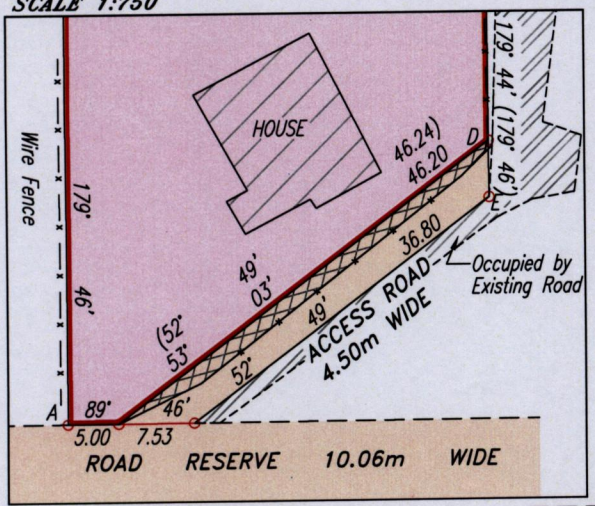 SCALE 1:750
179° 44' (179° 46')
HOUSE
Wire Fence
46.24)
46.20
D
E
179°
46'
36.80
Occupied by
Existing Road
49'
03'
(52°
53°
49'
52°
ACCESS ROAD
4.50m WIDE
A
89°
46'
5.00
7.53
ROAD RESERVE 10.06m WIDE